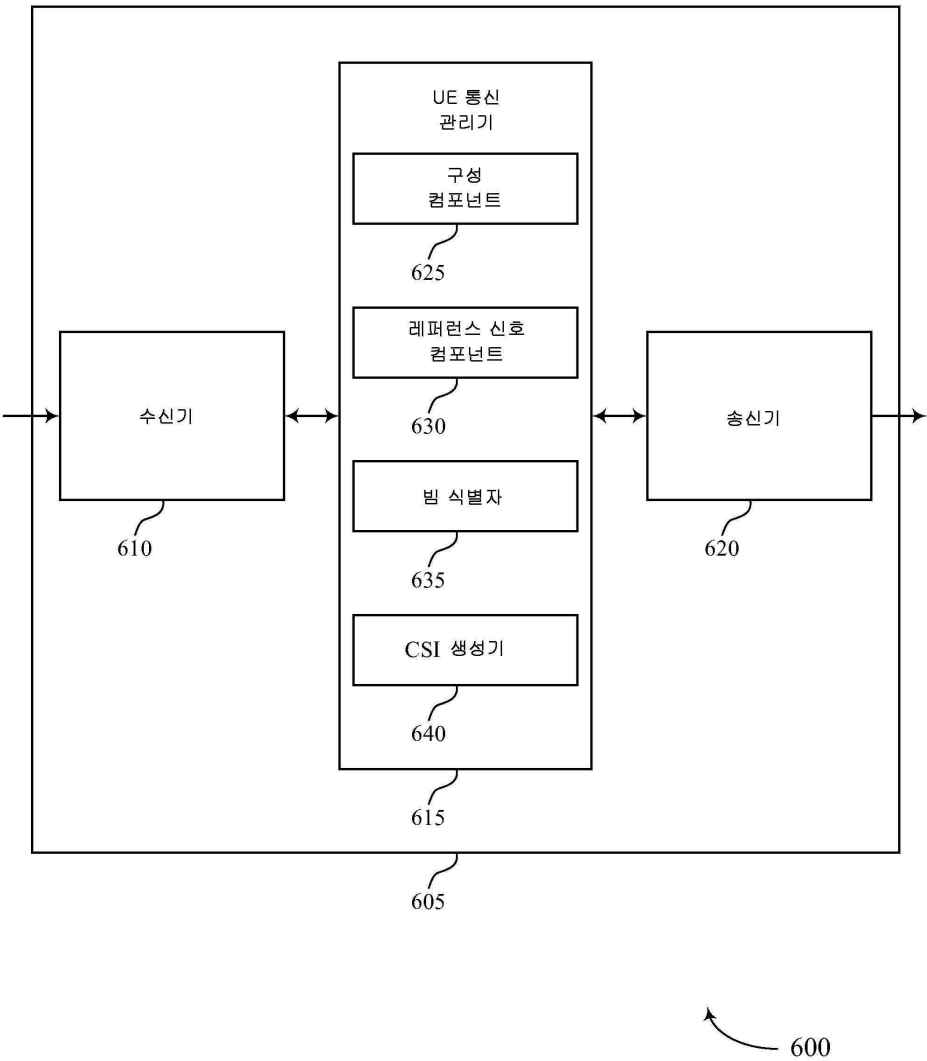 UE 통신
관리기
구성
컴포넌트
625
레퍼런스 신호
컴포넌트
630
수신기
610
송신기
620
빔 식별자
635
CSI 생성기
640
615
605
600